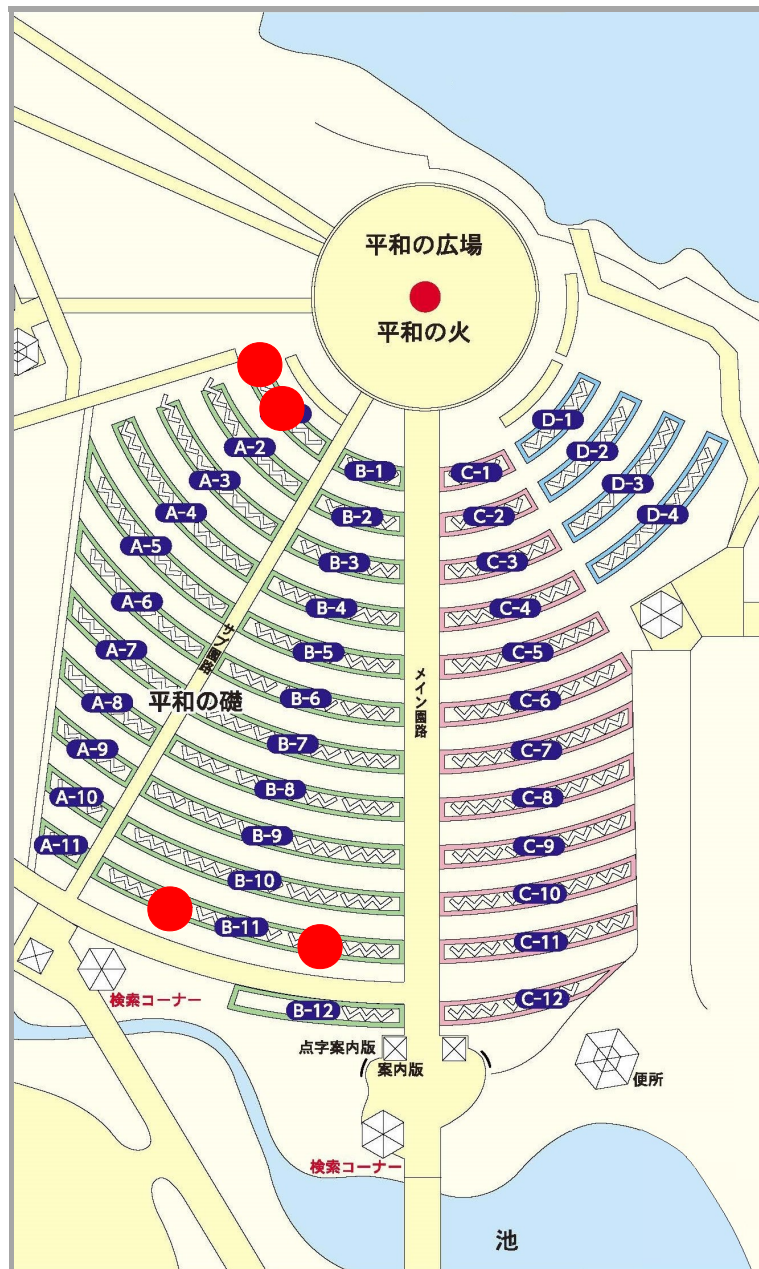 平和の広場
平和の火
A-2
A-3
A-4
A-5
A-6
A-7
A-8
A-9
A-10
A-11
B-1
B-2
B-3
B-4
B-5
B-6
B-7
B-8
B-9
B-10
B-11
B-12
C-1
C-2
C-3
C-4
C-5
C-6
C-7
C-8
C-9
C-10
C-11
C-12
D-1
D-2
D-3
D-4
サブ園路
メイン園路
平和の礎
検索コーナー
点字案内版
案内版
便所
検索コーナー
池